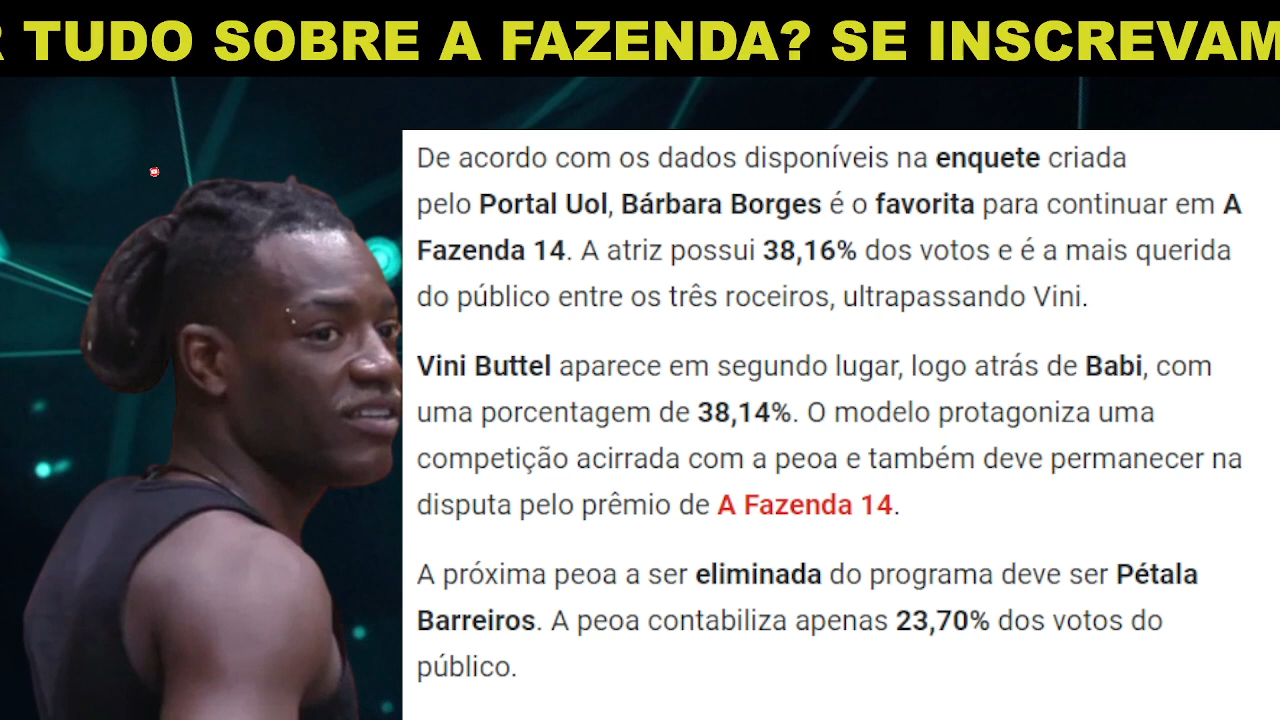 R TUDO SOBRE A FAZENDA? SE INSCREVAM
De acordo com os dados disponíveis na enquete criada
pelo Portal Uol, Bárbara Borges é o favorita para continuar em A
Fazenda 14. A atriz possui 38,16% dos votos e é a mais querida
do público entre os três roceiros, ultrapassando Vini.
Vini Buttel aparece em segundo lugar, logo atrás de Babi, com
uma porcentagem de 38,14%. O modelo protagoniza uma
competição acirrada com a peoa e também deve permanecer na
disputa pelo prêmio de A Fazenda 14.
A próxima peoa a ser eliminada do programa deve ser Pétala
Barreiros. A peoa contabiliza apenas 23,70% dos votos do
público.